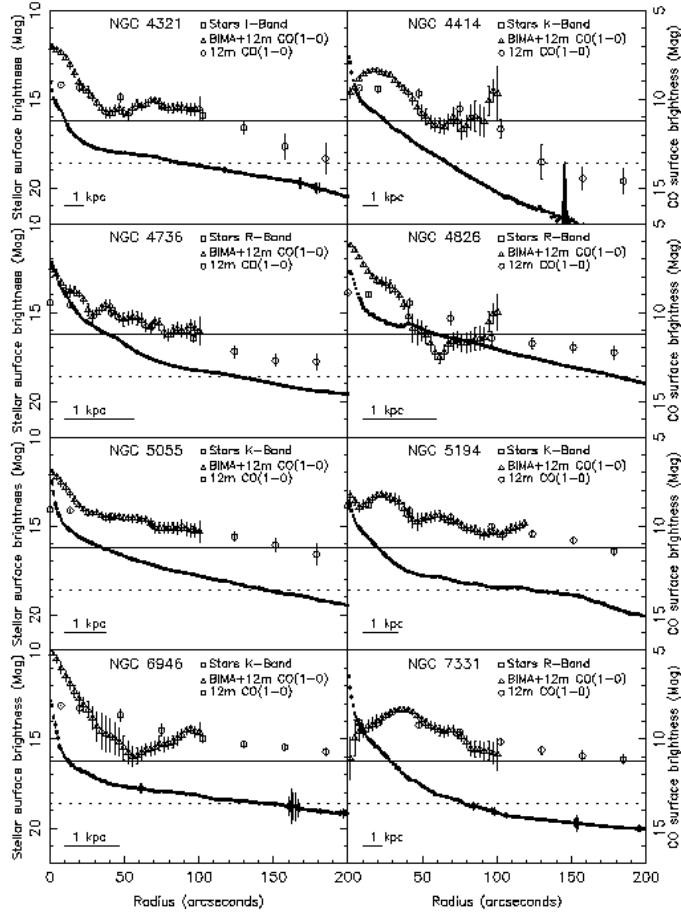 10 15 20
Stellar surface brightness (Mag)
NGC 4321
Stars I-Band
BIMA+12m CO(1-0)
12m CO(1-0)
1 kpc
NGC 4414
Stars K-Band
BIMA+12m CO(1-0)
12m CO(1-0)
1 kpc
5 10 15
CO surface brightness (Mag)
10 15 20
Stellar surface brightness (Mag)
NGC 4736
Stars R-Band
BIMA+12m CO(1-0)
12m CO(1-0)
1 kpc
NGC 4826
Stars R-Band
BIMA+12m CO(1-0)
12m CO(1-0)
1 kpc
5 10 15
CO surface brightness (Mag)
10 15 20
Stellar surface brightness (Mag)
NGC 5055
Stars K-Band
BIMA+12m CO(1-0)
12m CO(1-0)
1 kpc
NGC 5194
Stars K-Band
BIMA+12m CO(1-0)
12m CO(1-0)
1 kpc
5 10 15
CO surface brightness (Mag)
10 15 20
Stellar surface brightness (Mag)
NGC 6946
Stars K-Band
BIMA+12m CO(1-0)
12m CO(1-0)
1 kpc
NGC 7331
Stars R-Band
BIMA+12m CO(1-0)
12m CO(1-0)
1 kpc
5 10 15
CO surface brightness (Mag)
0 50 100 150 200 50 100 150 200
Radius (arcseconds) Radius (arcseconds)